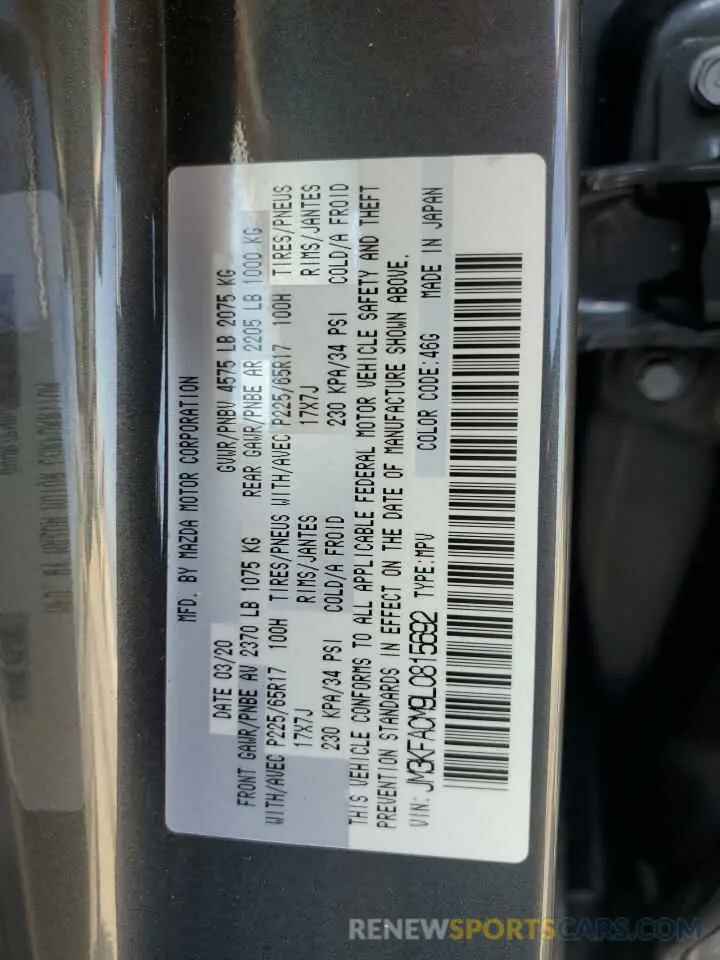 MFD. BY MAZDA MOTOR CORPORATION
DATE 03/20 GVWR/PNBV 4575 LB 2075 KG
FRONT GAWR/PNBE AV 2370 LB 1075 KG REAR GAWR/PNBE AR 2205 LB 1000 KG
WITH/AVEC P225/65R17 100H TIRES/PNEUS WITH/AVEC P225/65R17 100H TIRES/PNEUS
17X7J RIMS/JANTES 17X7J RIMS/JANTES
230 KPA/34 PSI COLD/A FROID 230 KPA/34 PSI COLD/A FROID
THIS VEHICLE CONFORMS TO ALL APPLICABLE FEDERAL MOTOR VEHICLE SAFETY AND THEFT
PREVENTION STANDARDS IN EFFECT ON THE DATE OF MANUFACTURE SHOWN ABOVE.
VIN: JM3KFACM9L0815692 TYPE:MPV COLOR CODE:46G MADE IN JAPAN
RENEWSPORTSCARS.COM